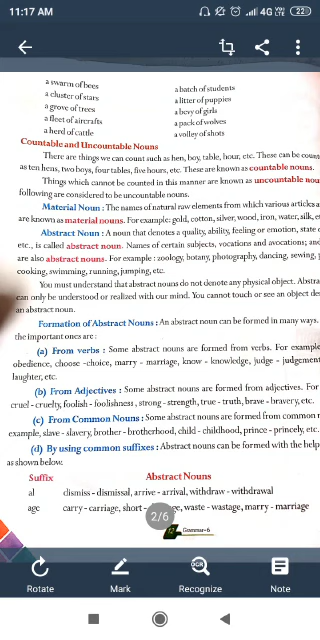 11:17 AM
4G
22
a swarm of bees
a batch of students
a cluster of stars
a litter of puppies
a grove of trees
a bevy of girls
a fleet of aircrafts
a pack of wolves
a herd of cattle
a volley of shots
Countable and Uncountable Nouns
There are things we can count such as hen, boy, table, hour, etc. These can be
as ten hens, two boys, four tables, five hours, etc. These are known as countable nouns.
Things which cannot be counted in this manner are known as uncountable
following are considered to be uncountable nouns.
Material Noun : The names of natural raw elements from which various articles
are known as material nouns. For example: gold, cotton, silver, wood, iron, water, silk,
Abstract Noun : A noun that denotes a quality, ability, feeling or emotion, state
etc., is called abstract noun. Names of certain subjects, vocations and avocations;
are also abstract nouns. For example : zoology, botany, photography, dancing, sewing,
cooking, swimming, running, jumping, etc.
You must understand that abstract nouns do not denote any physical object.
can only be understood or realized with our mind. You cannot touch or see an object
an abstract noun.
Formation of Abstract Nouns : An abstract noun can be formed in many ways.
the important ones are :
(a) From verbs : Some abstract nouns are formed from verbs. For example
obedience, choose - choice, marry - marriage, know - knowledge, judge - judgement
laughter, etc.
(b) From Adjectives : Some abstract nouns are formed from adjectives. For
cruel - cruelty, foolish - foolishness, strong - strength, true - truth, brave - bravery, etc.
(c) From Common Nouns : Some abstract nouns are formed from common
example, slave - slavery, brother - brotherhood, child - childhood, prince - princely, etc.
(d) By using common suffixes : Abstract nouns can be formed with the help
as shown below.
Suffix Abstract Nouns
al dismiss - dismissal, arrive - arrival, withdraw - withdrawal
age carry - carriage, short - waste - wastage, marry - marriage
2/6
12 Grammar-6
Rotate Mark Recognize Note
OCR